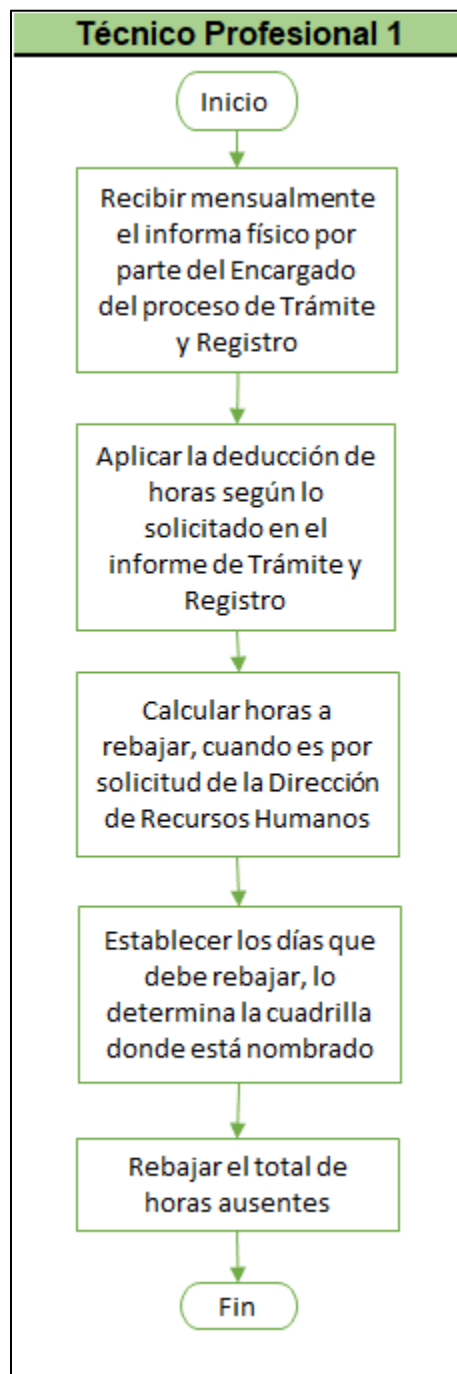 Técnico Profesional 1
Inicio
Recibir mensualmente
el informa físico por
parte del Encargado
del proceso de Trámite
y Registro
Aplicar la deducción de
horas según lo
solicitado en el
informe de Trámite y
Registro
Calcular horas a
rebajar, cuando es por
solicitud de la Dirección
de Recursos Humanos
Establecer los días que
debe rebajar, lo
determina la cuadrilla
donde está nombrado
Rebajar el total de
horas ausentes
Fin